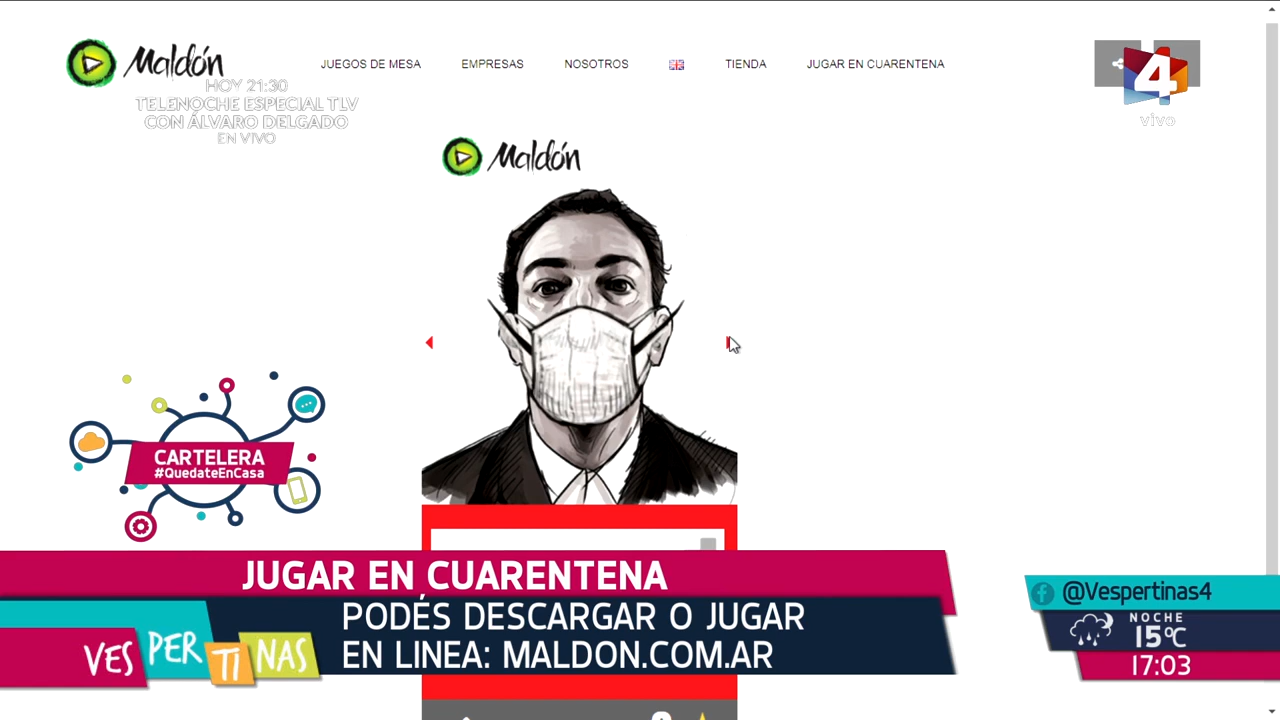 Maldón
JUEGOS DE MESA
EMPRESAS
NOSOTROS
TIENDA
JUGAR EN CUARENTENA
HOY 21:30
TELENOCHE ESPECIAL TLV
CON ÁLVARO DELGADO
EN VIVO
4
vivo
Maldón
CARTELERA
#QuedateEnCasa
JUGAR EN CUARENTENA
PODÉS DESCARGAR O JUGAR
EN LINEA: MALDON.COM.AR
VESPERTINAS
@Vespertinas4
NOCHE
15°C
17:03